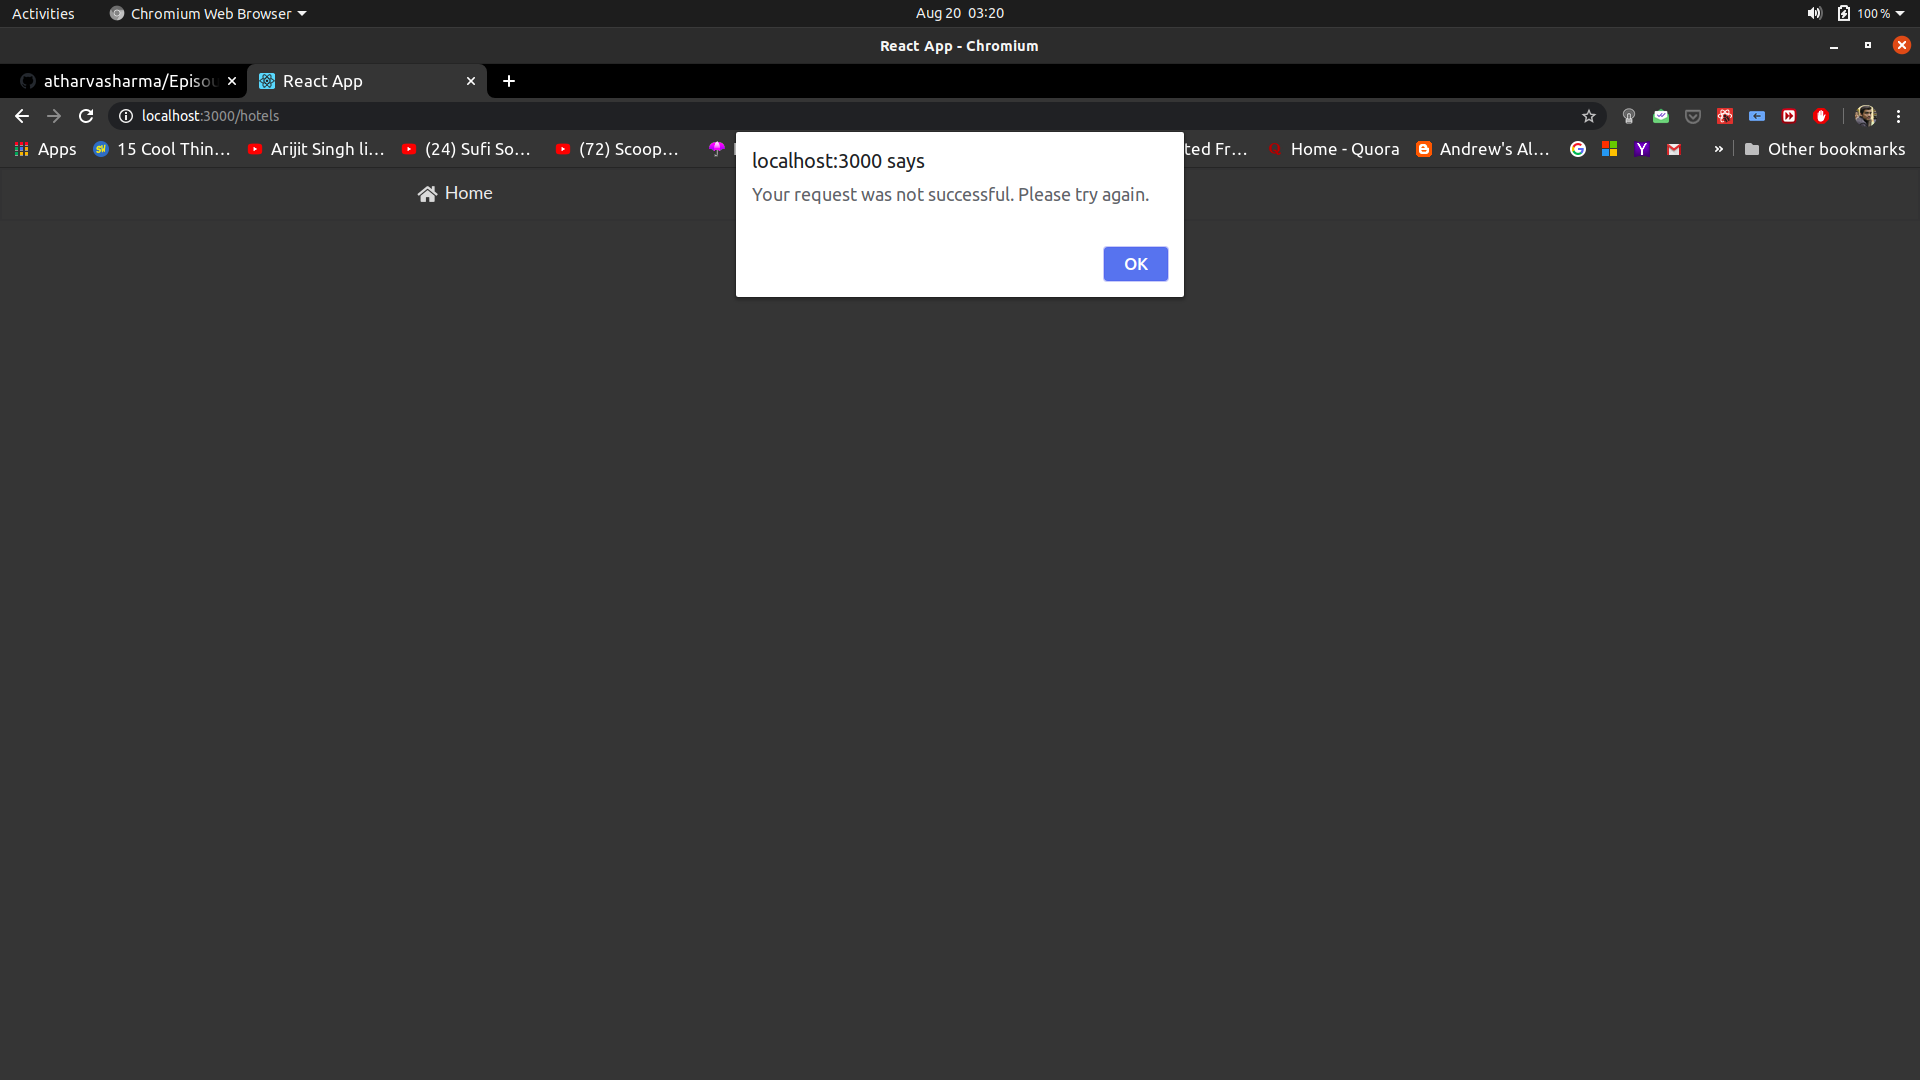 Activities
Chromium Web Browser
Aug 20 03:20
100 %
React App - Chromium
atharvasharma/Episou
React App
localhost:3000/hotels
Apps
15 Cool Thin...
Arijit Singh li...
(24) Sufi So...
(72) Scoop...
ted Fr...
Home - Quora
Andrew's Al...
Other bookmarks
Home
localhost:3000 says
Your request was not successful. Please try again.
OK